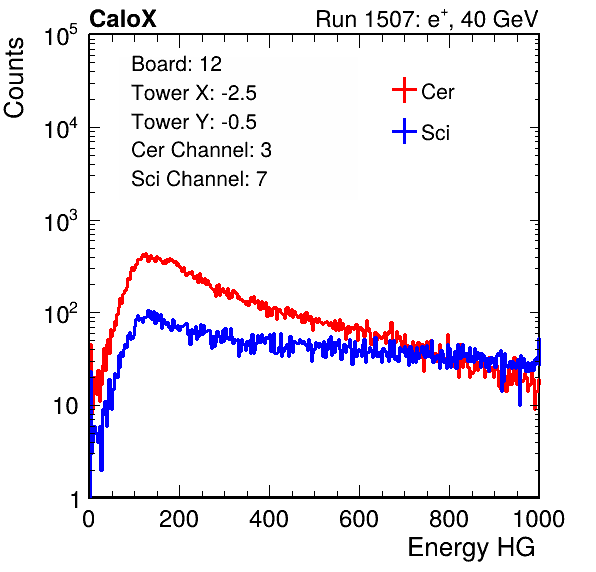 CaloX Run 1507: e⁺, 40 GeV
Counts
Board: 12
Tower X: -2.5
Tower Y: -0.5
Cer Channel: 3
Sci Channel: 7
Cer
Sci
10⁵
10⁴
10³
10²
10
1
0 200 400 600 800 1000
Energy HG